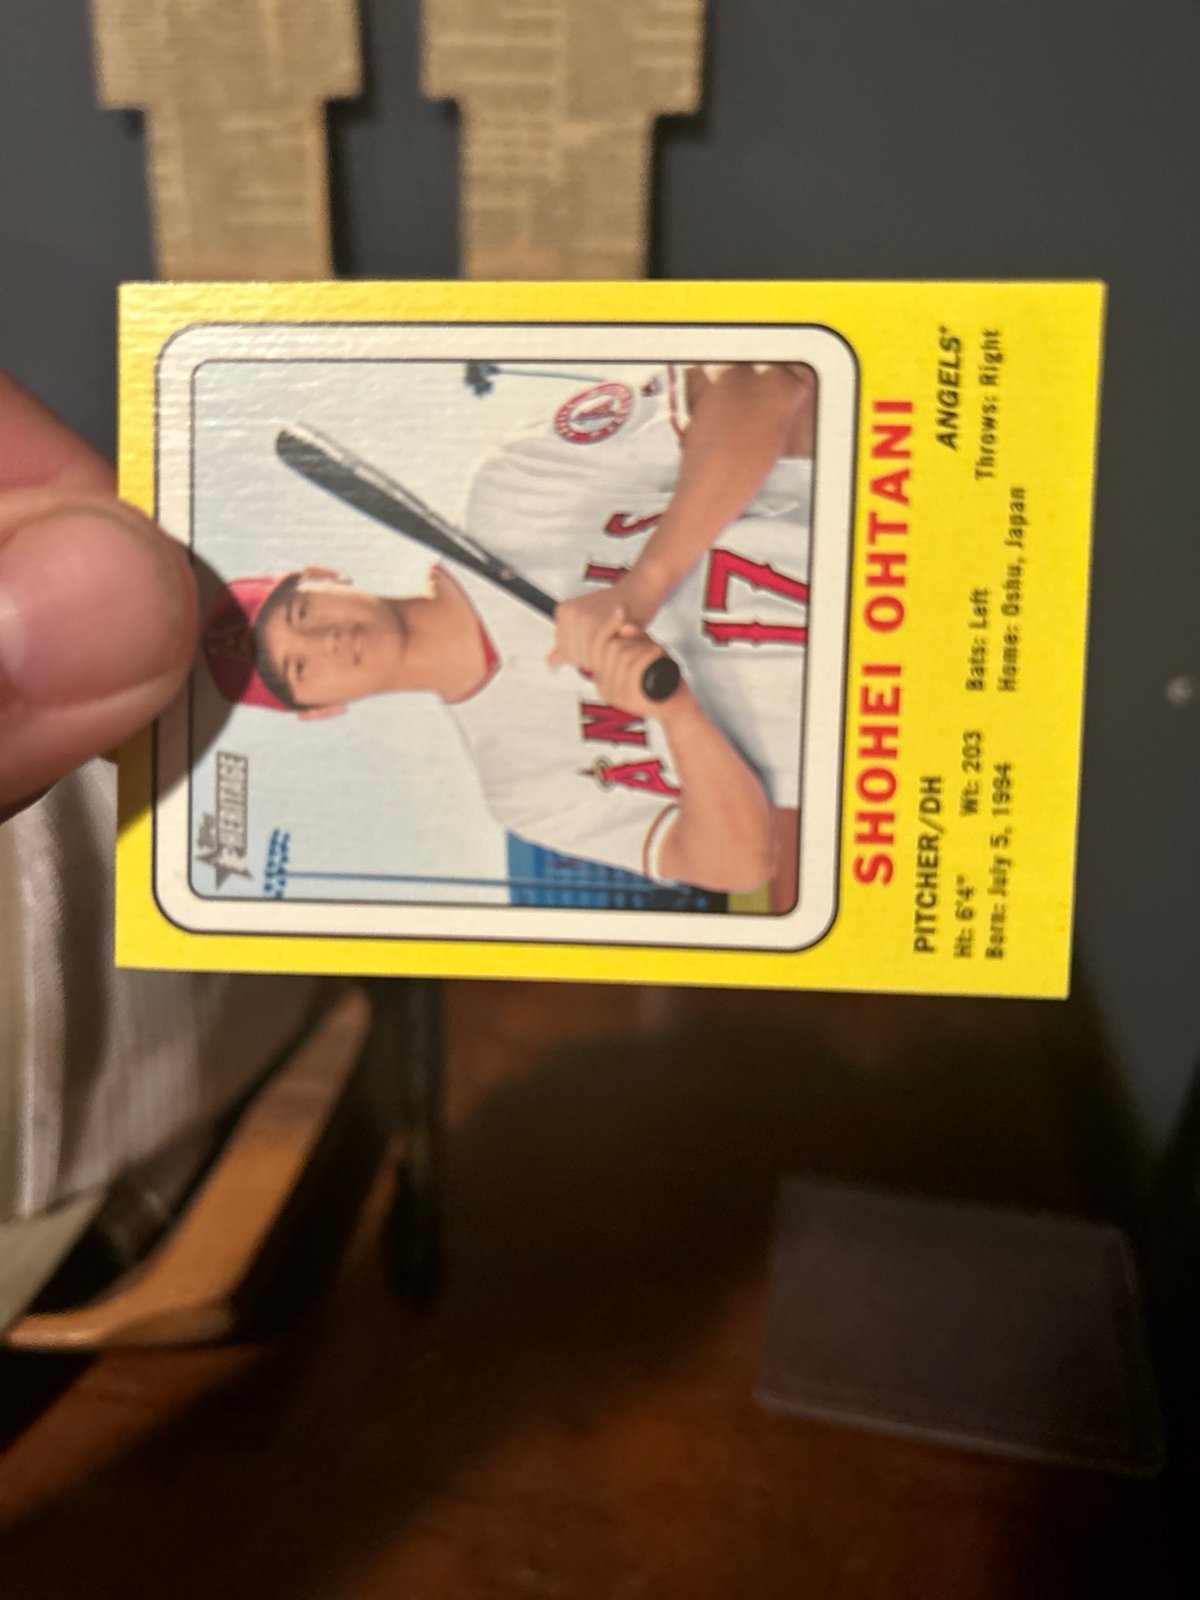 Topps
HERITAGE
ANGELS
17
SHOHEI OHTANI
PITCHER/DH ANGELS®
Ht: 6'4" Wt: 203 Bats: Left Throws: Right
Born: July 5, 1994 Home: Oshu, Japan